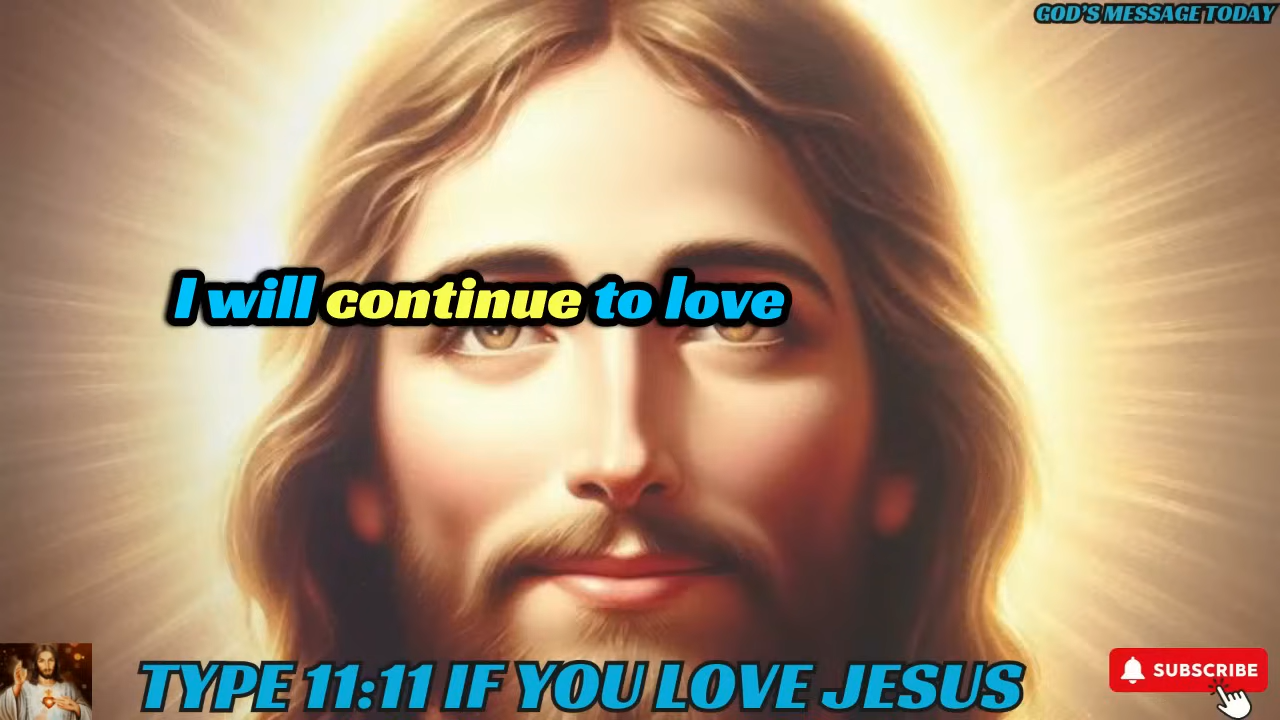 GOD'S MESSAGE TODAY
I will continue to love
TYPE 11:11 IF YOU LOVE JESUS
SUBSCRIBE